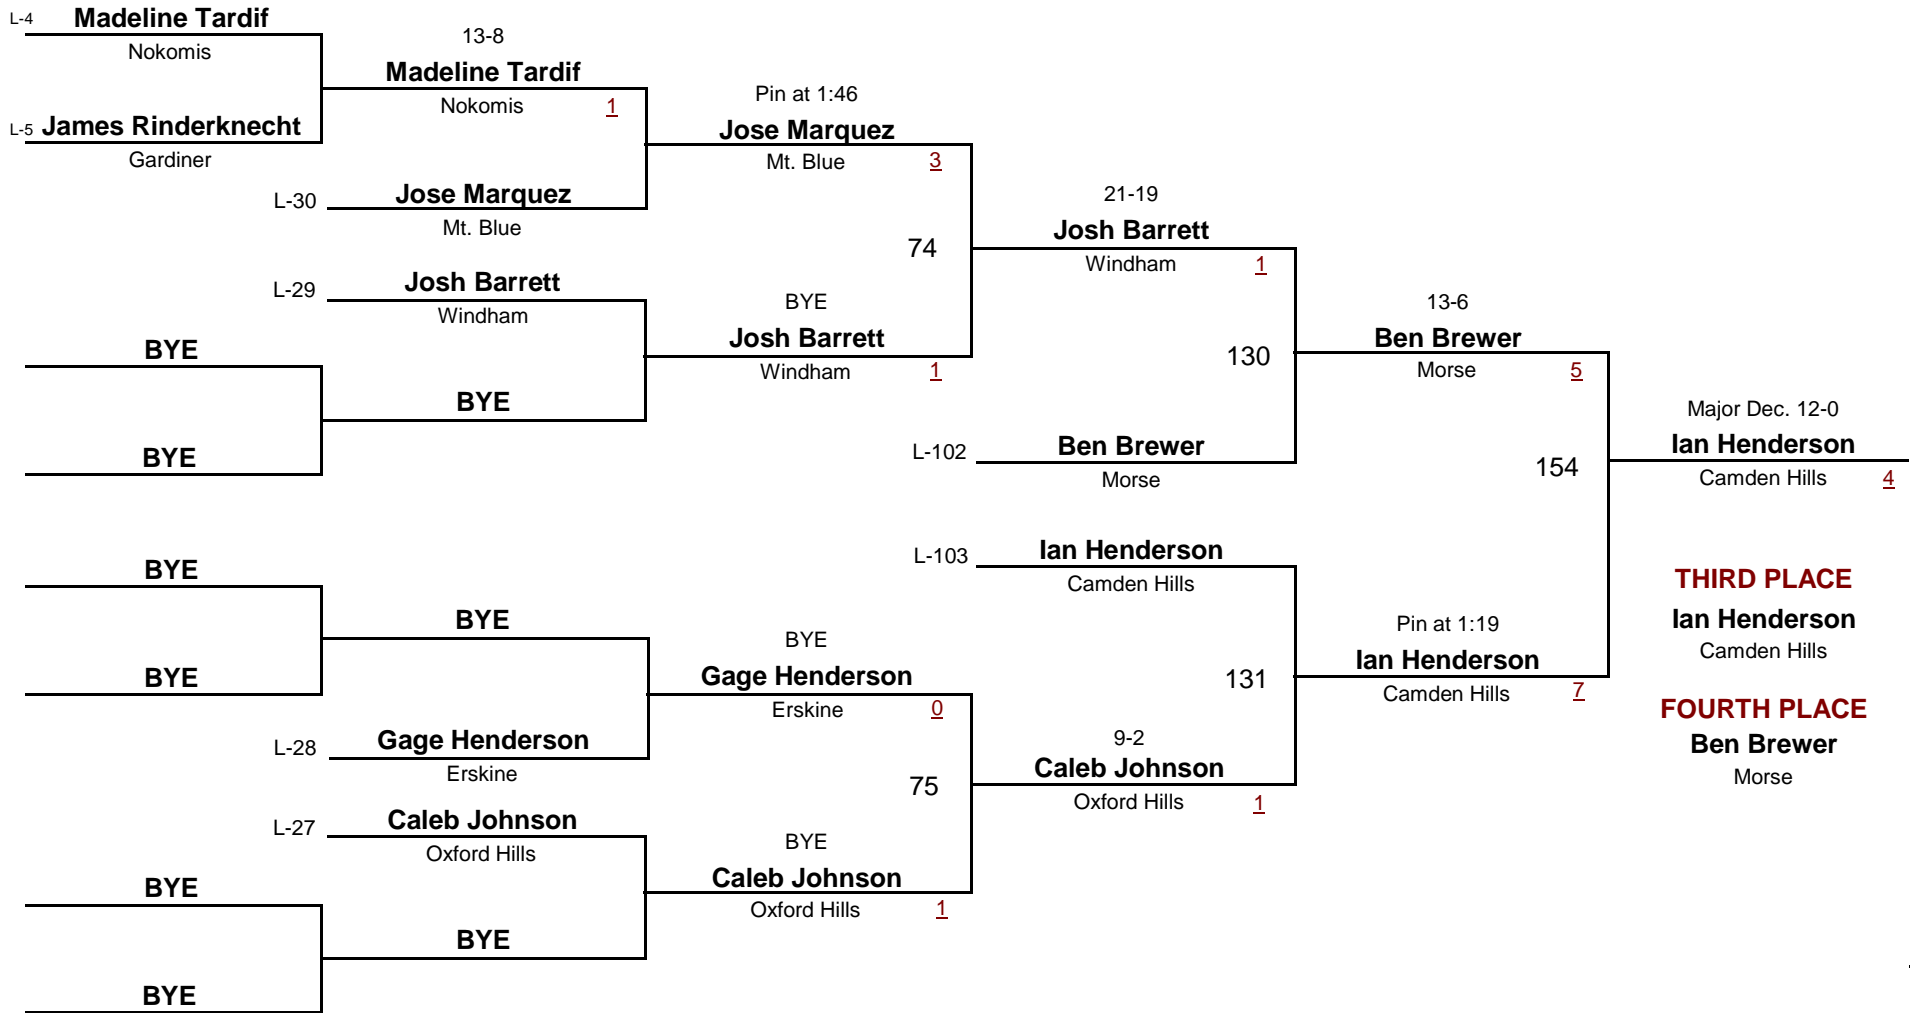 L-4 Madeline Tardif
Nokomis
L-5 James Rinderknecht
Gardiner
BYE
BYE
BYE
BYE
BYE
BYE
13-8
Madeline Tardif
Nokomis 1
L-30 Jose Marquez
Mt. Blue
L-29 Josh Barrett
Windham
BYE
BYE
L-28 Gage Henderson
Erskine
L-27 Caleb Johnson
Oxford Hills
BYE
Pin at 1:46
Jose Marquez
Mt. Blue 3
74
BYE
Josh Barrett
Windham 1
BYE
Gage Henderson
Erskine 0
75
BYE
Caleb Johnson
Oxford Hills 1
21-19
Josh Barrett
Windham 1
130
L-102 Ben Brewer
Morse
L-103 Ian Henderson
Camden Hills
131
9-2
Caleb Johnson
Oxford Hills 1
13-6
Ben Brewer
Morse 5
154
Pin at 1:19
Ian Henderson
Camden Hills 7
Major Dec. 12-0
Ian Henderson
Camden Hills 4
THIRD PLACE
Ian Henderson
Camden Hills
FOURTH PLACE
Ben Brewer
Morse